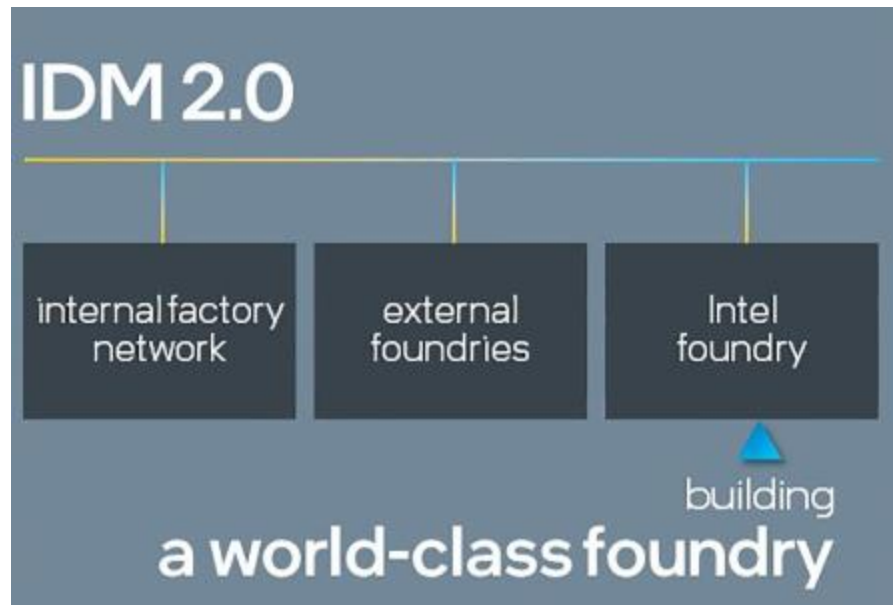 IDM 2.0
internal factory
network
external
foundries
Intel
foundry
building
a world-class foundry